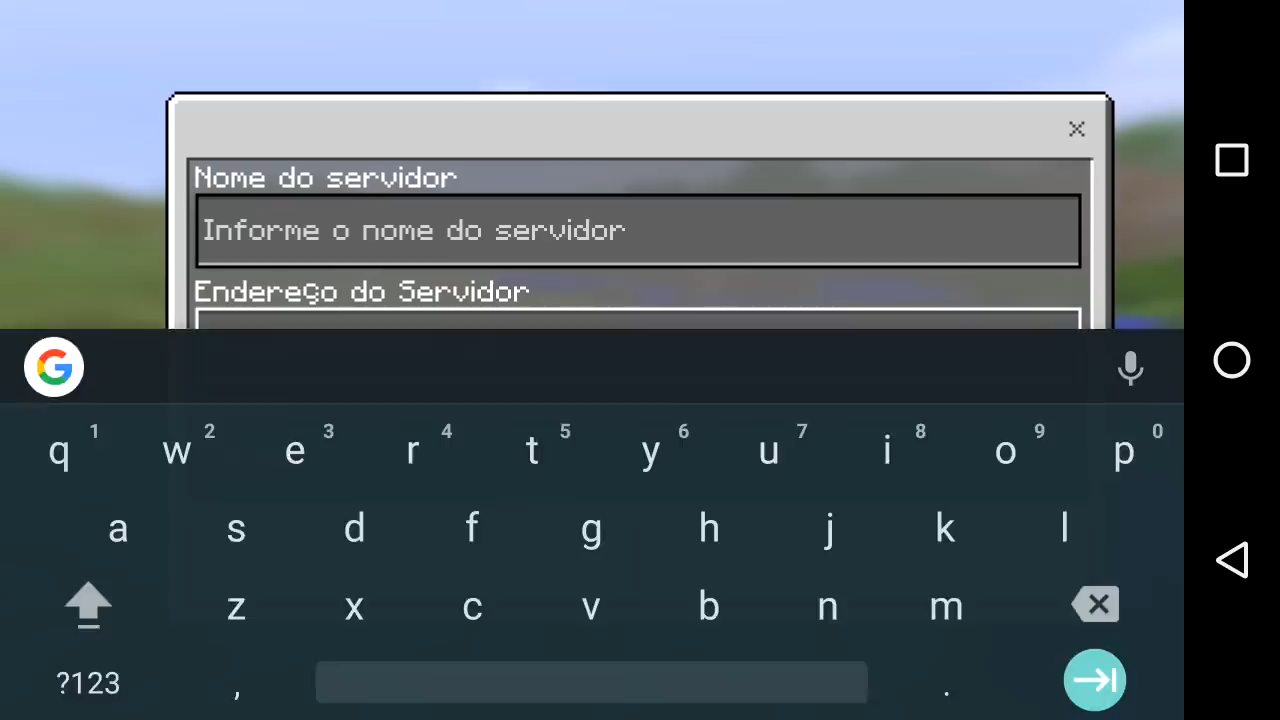 Nome do servidor
Informe o nome do servidor
Endereço do Servidor
q 1 w 2 e 3 r 4 t 5 y 6 u 7 i 8 o 9 p 0
a s d f g h j k l
z x c v b n m
?123 , .